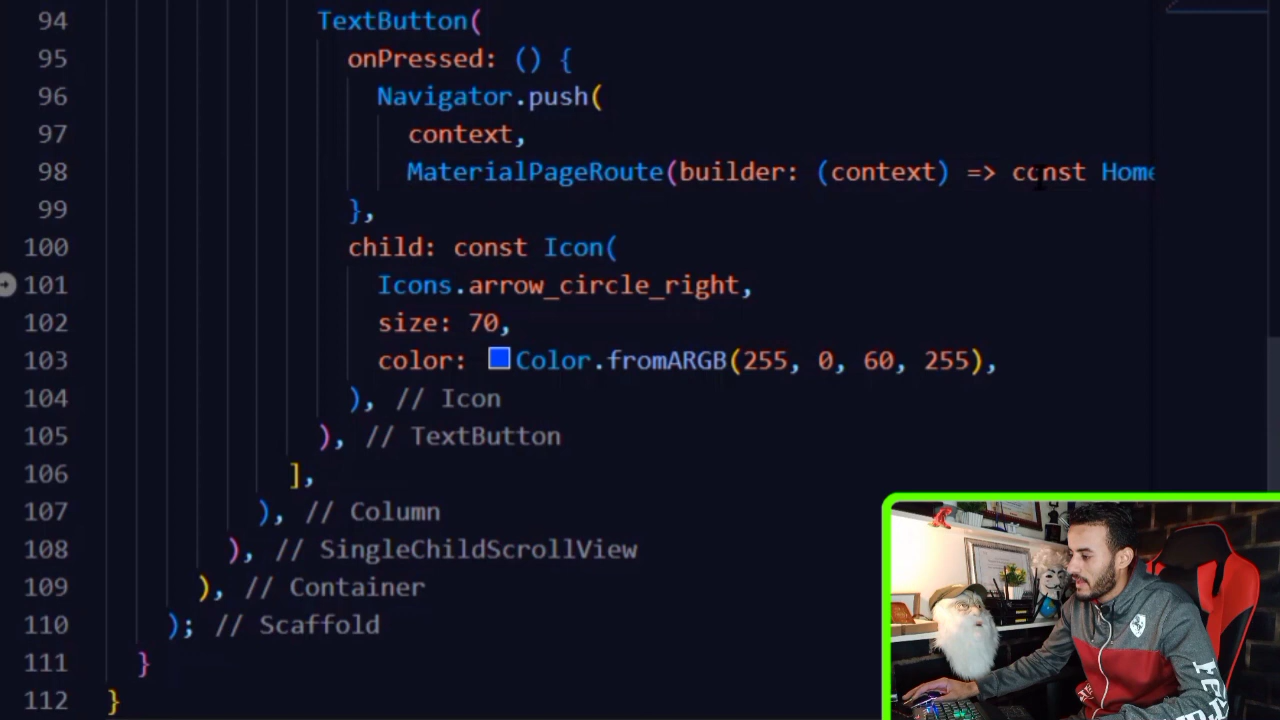 94 TextButton(
95 onPressed: () {
96 Navigator.push(
97 context,
98 MaterialPageRoute(builder: (context) => const Home
99 },
100 child: const Icon(
101 Icons.arrow_circle_right,
102 size: 70,
103 color: Color.fromARGB(255, 0, 60, 255),
104 ), // Icon
105 ), // TextButton
106 ],
107 ), // Column
108 ), // SingleChildScrollView
109 ), // Container
110 ); // Scaffold
111 }
112 }